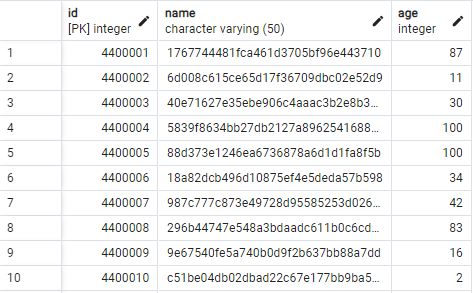 id name age
[PK] integer character varying (50) integer
1 4400001 1767744481fca461d3705bf96e443710 87
2 4400002 6d008c615ce65d17f36709dbc02e52d9 11
3 4400003 40e71627e35ebe906c4aaac3b2e8b3... 30
4 4400004 5839f8634bb27db2127a8962541688... 100
5 4400005 88d373e1246ea6736878a6d1d1fa8f5b 100
6 4400006 18a82dcb496d10875ef4e5deda57b598 34
7 4400007 987c777c873e49728d95585253d026... 42
8 4400008 296b44747e548a3bdaadc611b0c6cd... 83
9 4400009 9e67540fe5a740b0d9f2b637bb88a7dd 16
10 4400010 c51be04db02dbad22c67e177bb9ba5... 2